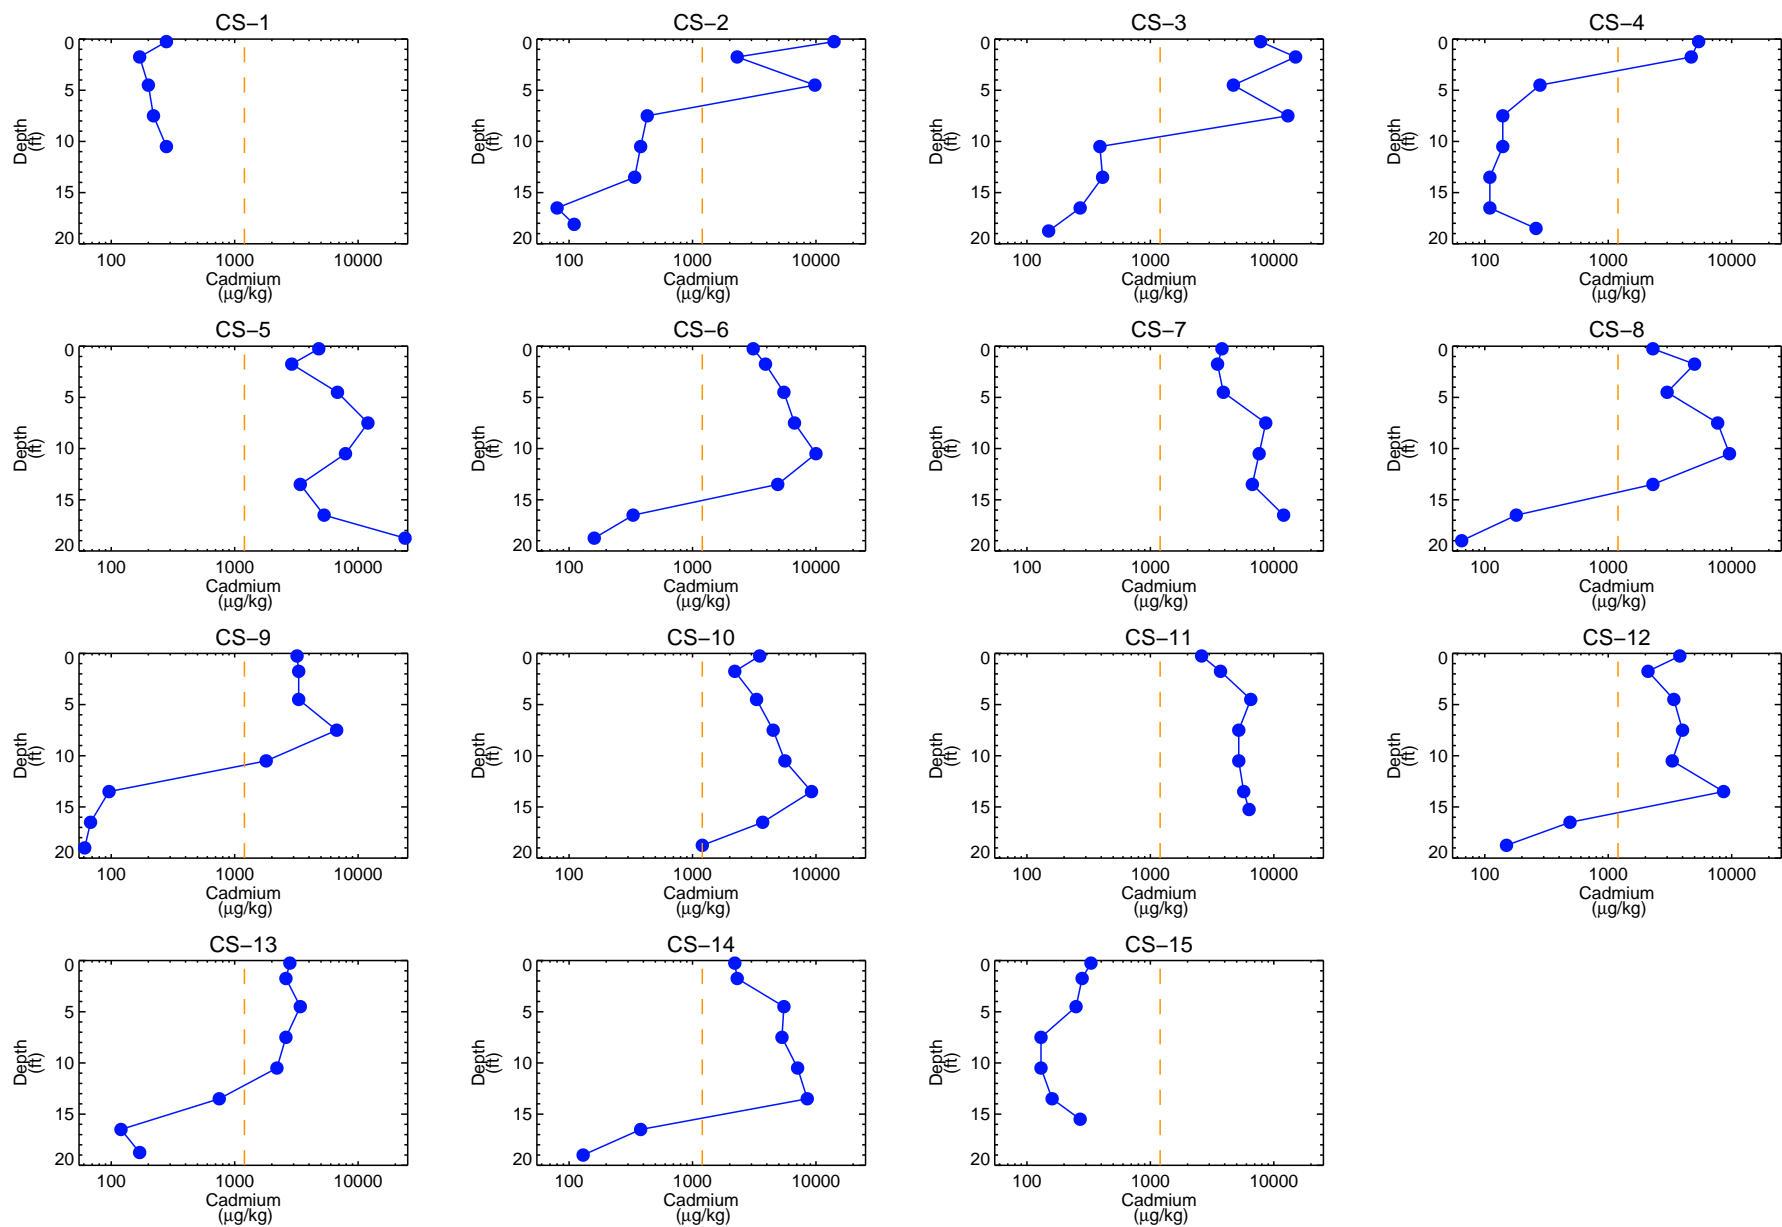 CS−1
0
5
10
15
20
Depth
(ft)
100 1000 10000
Cadmium
(µg/kg)
CS−2
0
5
10
15
20
Depth
(ft)
100 1000 10000
Cadmium
(µg/kg)
CS−3
0
5
10
15
20
Depth
(ft)
100 1000 10000
Cadmium
(µg/kg)
CS−4
0
5
10
15
20
Depth
(ft)
100 1000 10000
Cadmium
(µg/kg)
CS−5
0
5
10
15
20
Depth
(ft)
100 1000 10000
Cadmium
(µg/kg)
CS−6
0
5
10
15
20
Depth
(ft)
100 1000 10000
Cadmium
(µg/kg)
CS−7
0
5
10
15
20
Depth
(ft)
100 1000 10000
Cadmium
(µg/kg)
CS−8
0
5
10
15
20
Depth
(ft)
100 1000 10000
Cadmium
(µg/kg)
CS−9
0
5
10
15
20
Depth
(ft)
100 1000 10000
Cadmium
(µg/kg)
CS−10
0
5
10
15
20
Depth
(ft)
100 1000 10000
Cadmium
(µg/kg)
CS−11
0
5
10
15
20
Depth
(ft)
100 1000 10000
Cadmium
(µg/kg)
CS−12
0
5
10
15
20
Depth
(ft)
100 1000 10000
Cadmium
(µg/kg)
CS−13
0
5
10
15
20
Depth
(ft)
100 1000 10000
Cadmium
(µg/kg)
CS−14
0
5
10
15
20
Depth
(ft)
100 1000 10000
Cadmium
(µg/kg)
CS−15
0
5
10
15
20
Depth
(ft)
100 1000 10000
Cadmium
(µg/kg)